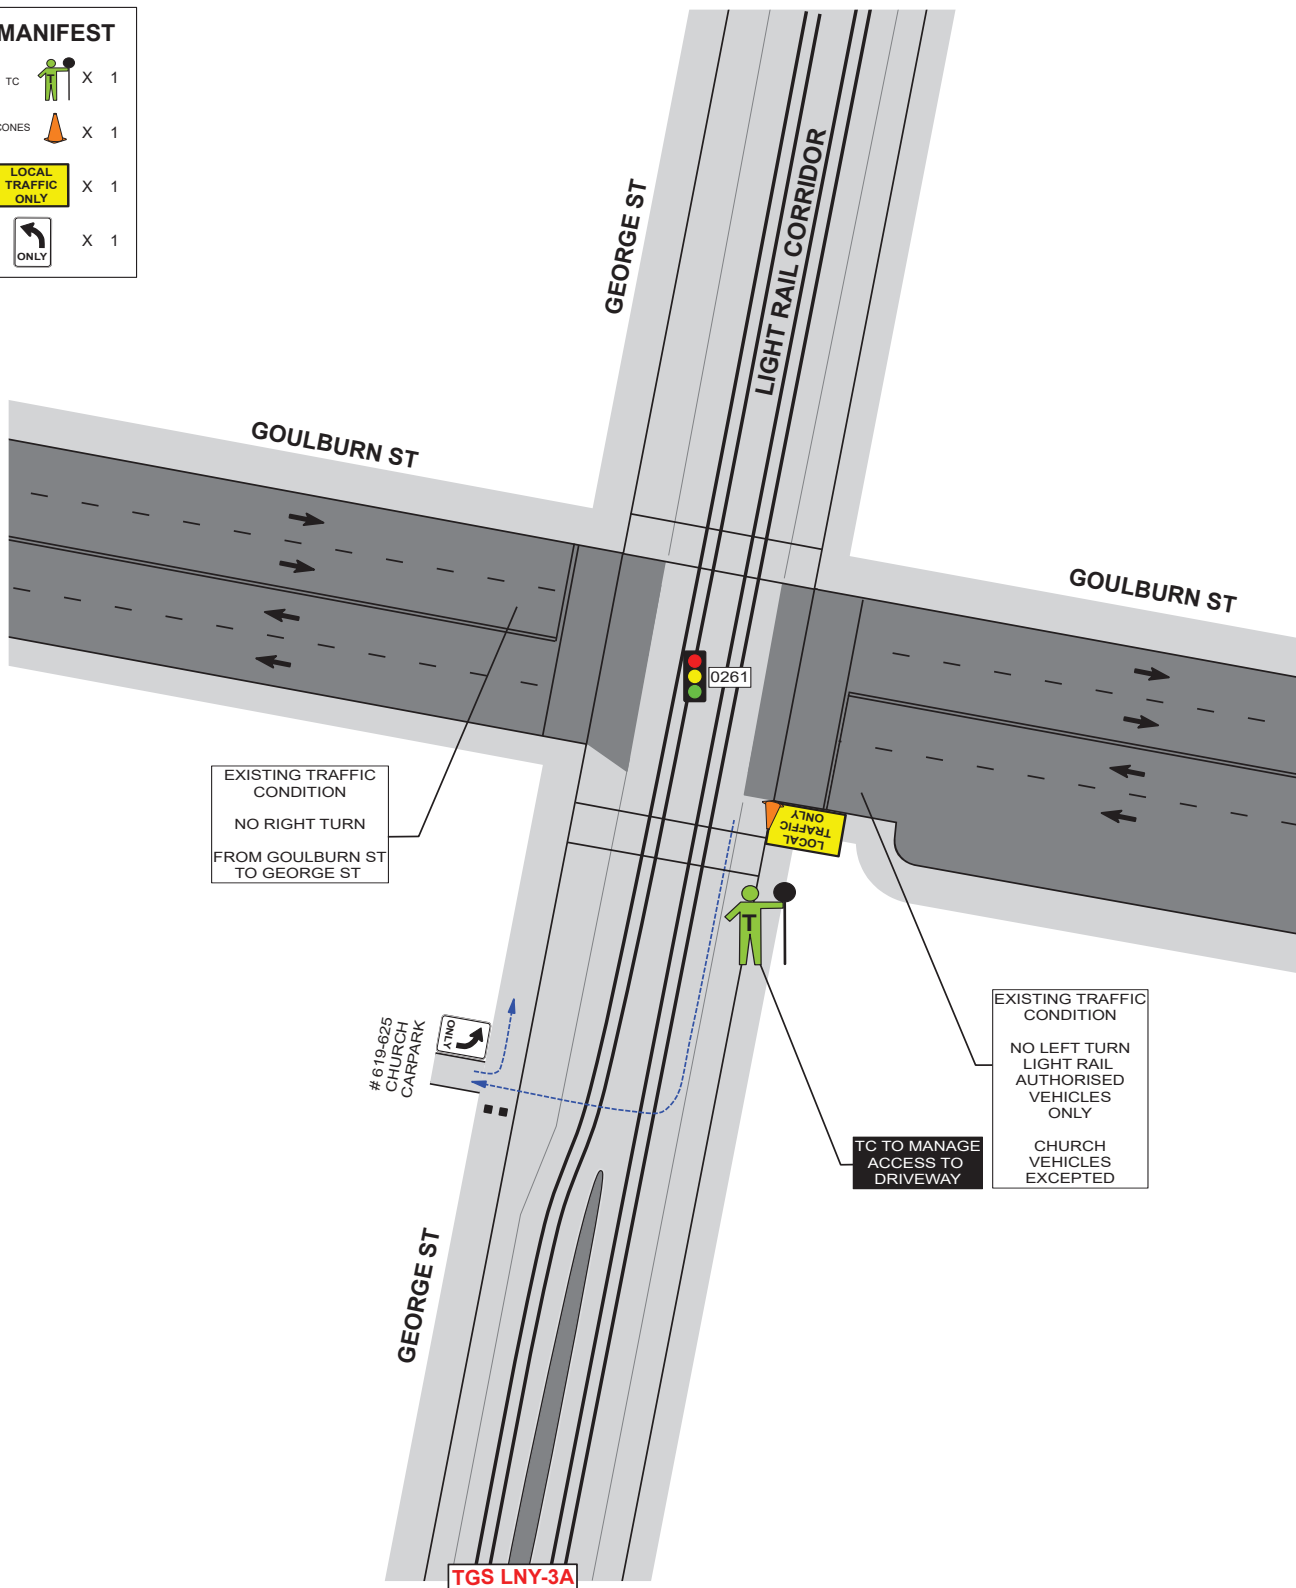 MANIFEST
TC X 1
CONES X 1
LOCAL
TRAFFIC
ONLY
X 1
ONLY
X 1
GEORGE ST
LIGHT RAIL CORRIDOR
GOULBURN ST
GOULBURN ST
0261
EXISTING TRAFFIC
CONDITION
NO RIGHT TURN
FROM GOULBURN ST
TO GEORGE ST
LOCAL
TRAFFIC
ONLY
T
ONLY
#619-625
CHURCH
CARPARK
EXISTING TRAFFIC
CONDITION
NO LEFT TURN
LIGHT RAIL
AUTHORISED
VEHICLES
ONLY
CHURCH
VEHICLES
EXCEPTED
TC TO MANAGE
ACCESS TO
DRIVEWAY
GEORGE ST
TGS LNY-3A